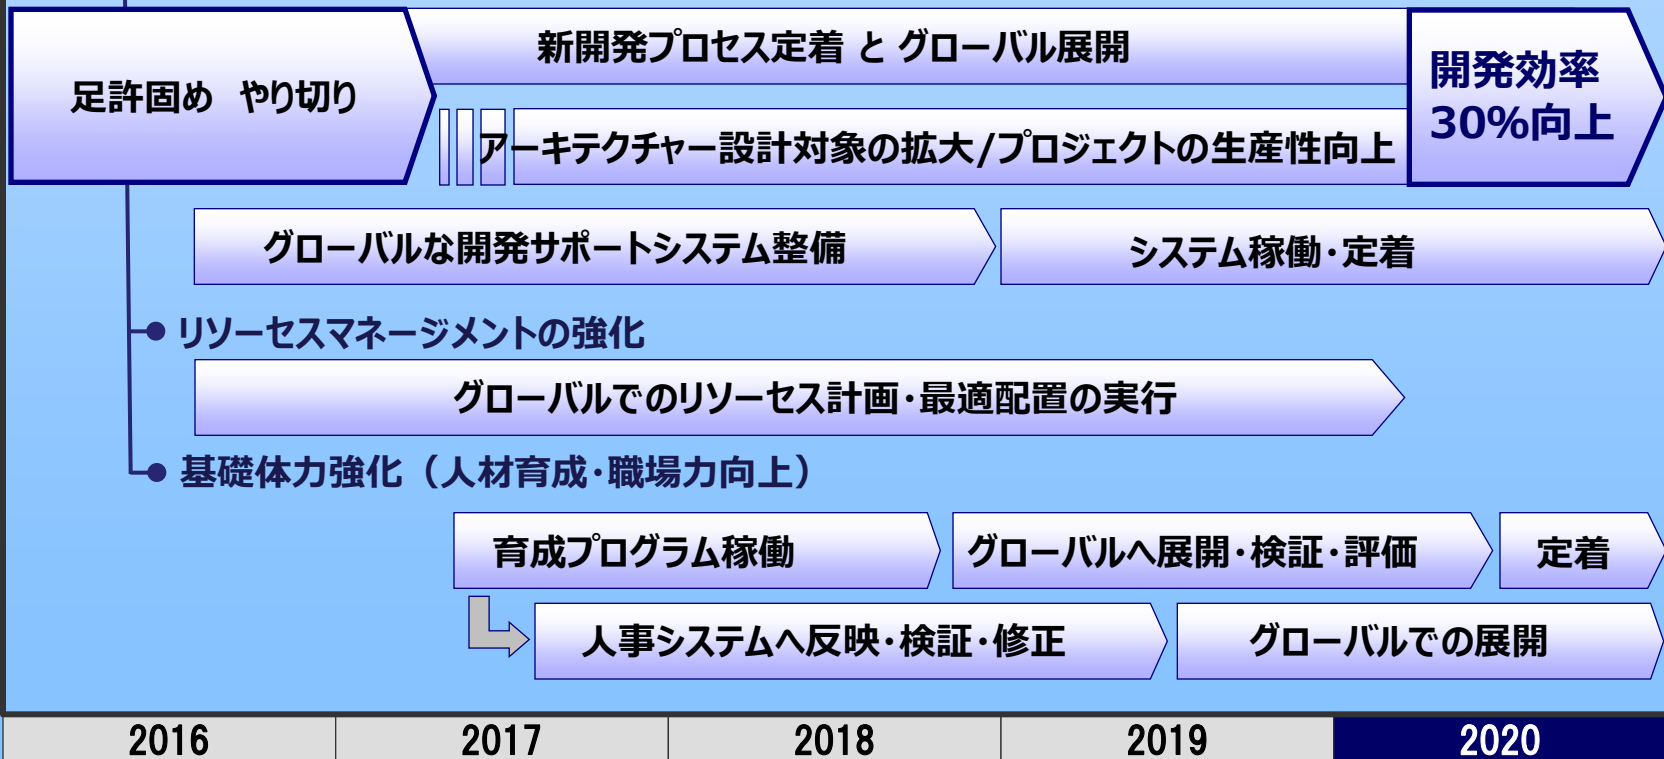 新開発プロセス定着 と グローバル展開
足許固め やり切り
開発効率
30%向上
アーキテクチャー設計対象の拡大/プロジェクトの生産性向上
グローバルな開発サポートシステム整備
システム稼働・定着
リソーセスマネージメントの強化
グローバルでのリソーセス計画・最適配置の実行
基礎体力強化（人材育成・職場力向上）
育成プログラム稼働
グローバルへ展開・検証・評価
定着
人事システムへ反映・検証・修正
グローバルでの展開
2016
2017
2018
2019
2020